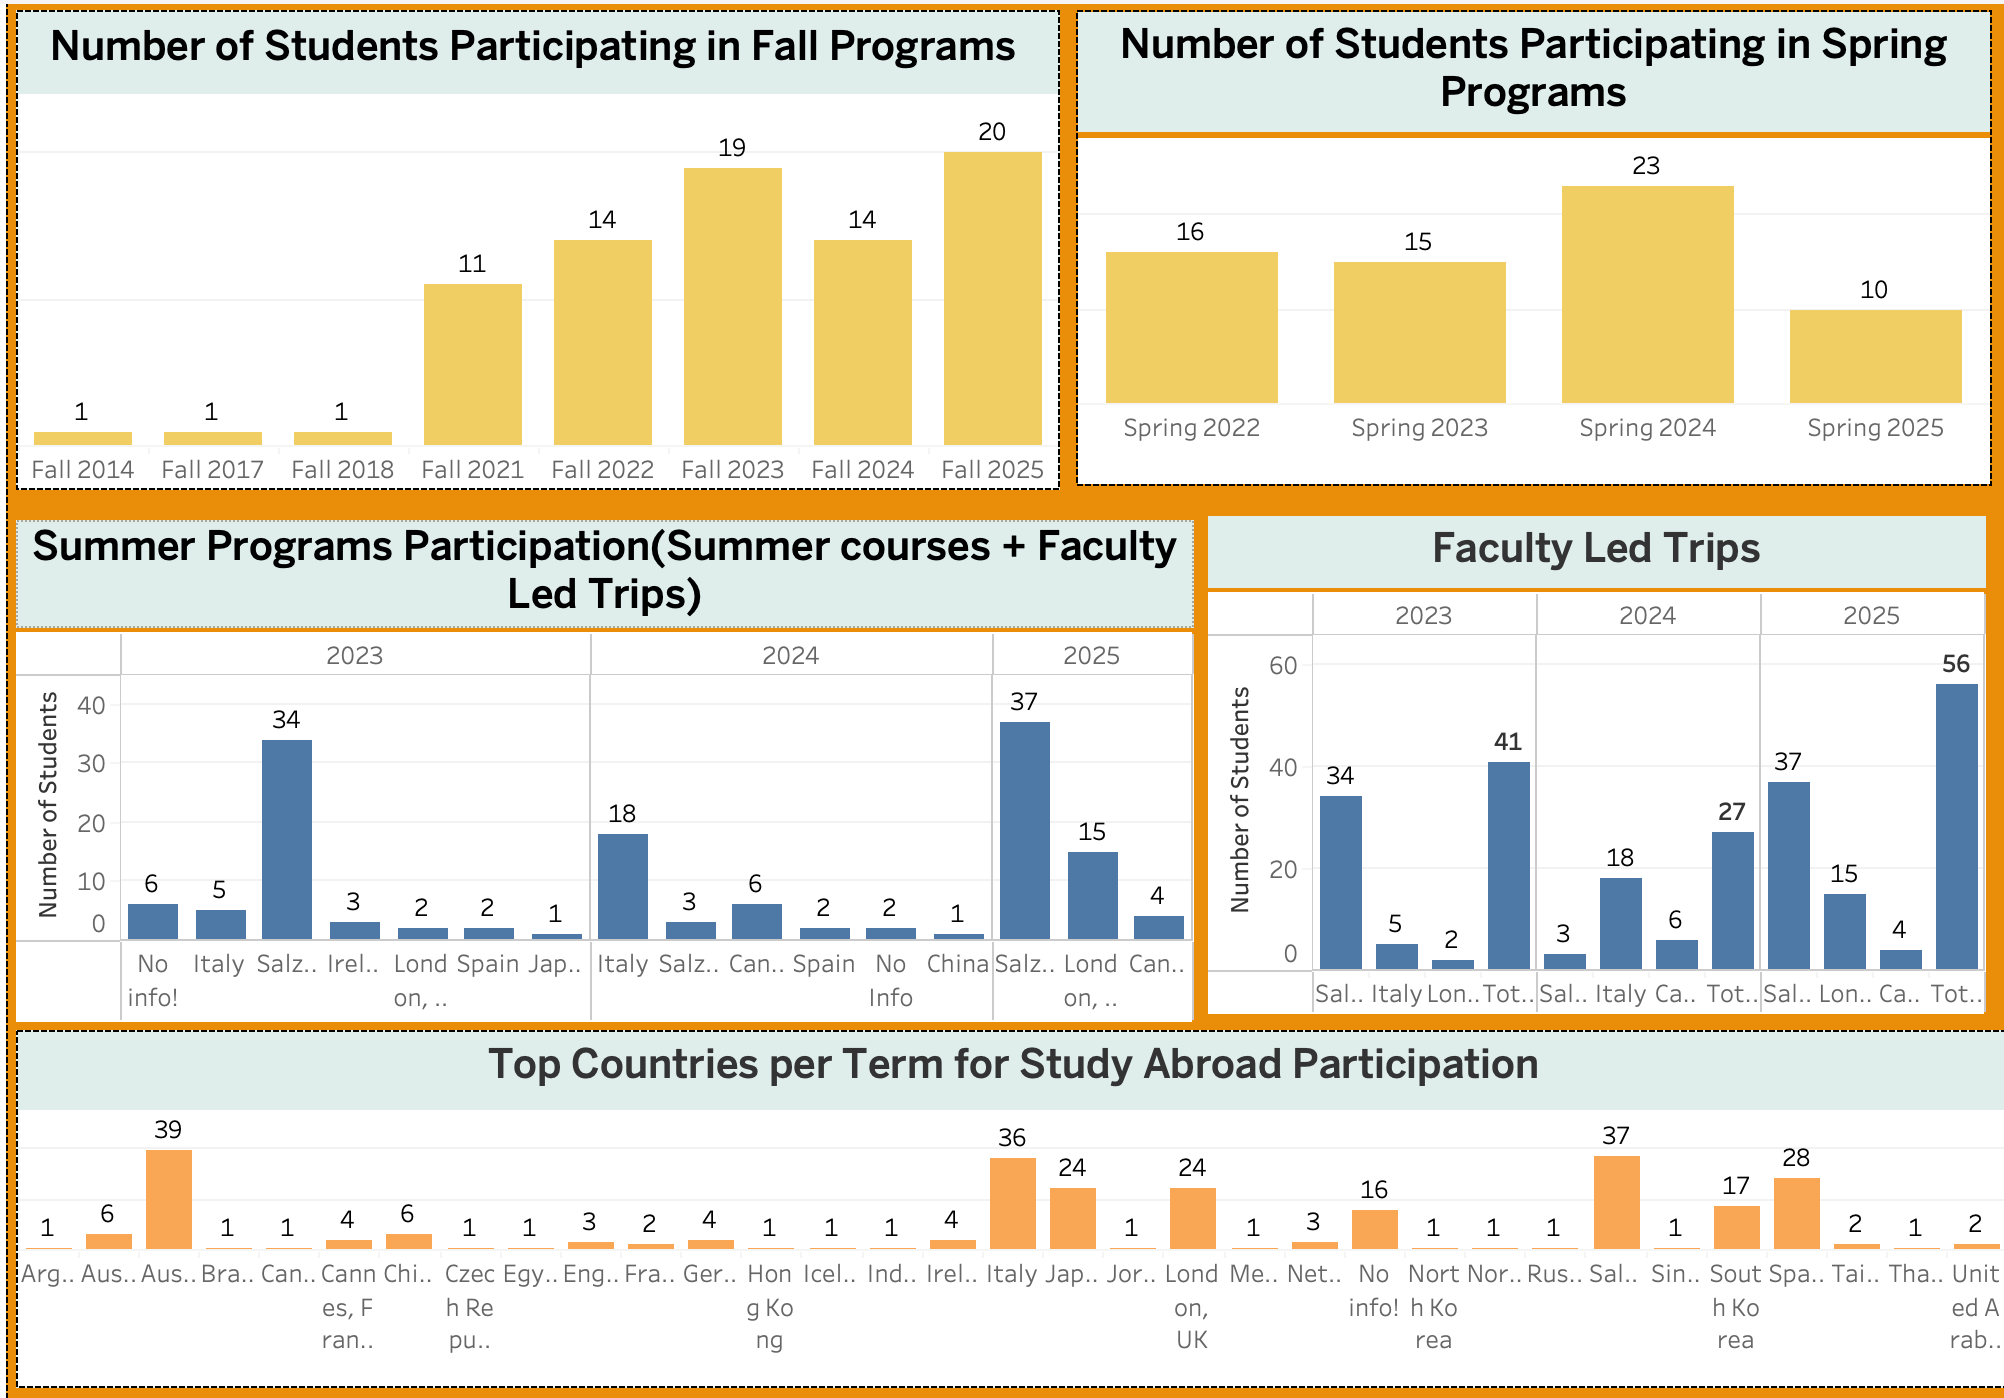 Number of Students Participating in Fall Programs
1 1 1 11 14 19 14 20
Fall 2014 Fall 2017 Fall 2018 Fall 2021 Fall 2022 Fall 2023 Fall 2024 Fall 2025
Number of Students Participating in Spring
Programs
16 15 23 10
Spring 2022 Spring 2023 Spring 2024 Spring 2025
Summer Programs Participation(Summer courses + Faculty
Led Trips)
2023 2024 2025
Number of Students
40
30
20
10
0
6 5 34 3 2 2 1 18 3 6 2 2 1 37 15 4
No Italy Salz.. Irel.. Lond Spain Jap.. Italy Salz.. Can.. Spain No China Salz.. Lond Can..
info! on, .. Info on, ..
Faculty Led Trips
2023 2024 2025
Number of Students
60
40
20
0
34 5 2 41 3 18 6 27 37 15 4 56
Sal.. Italy Lon.. Tot.. Sal.. Italy Ca.. Tot.. Sal.. Lon.. Ca.. Tot..
Top Countries per Term for Study Abroad Participation
1 6 39 1 1 4 6 1 1 3 2 4 1 1 1 4 36 24 1 24 1 3 16 1 1 1 37 1 17 28 2 1 2
Arg.. Aus.. Aus.. Bra.. Can.. Cann Chi.. Czec Egy.. Eng.. Fra.. Ger.. Hon Icel.. Ind.. Irel.. Italy Jap.. Jor.. Lond Me.. Net.. No Nort Nor.. Rus.. Sal.. Sin.. Sout Spa.. Tai.. Tha.. Unit
es, F h Re g Ko on, info! h Ko h Ko ed A
ran.. pu.. ng UK rea rea rab..